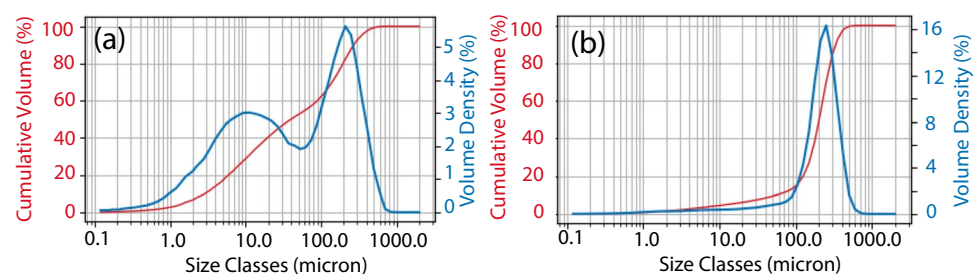 (a)
Cumulative Volume (%)
100
80
60
40
20
0
5
4
3
2
1
0
Volume Density (%)
0.1 1.0 10.0 100.0 1000.0
Size Classes (micron)
(b)
Cumulative Volume (%)
100
80
60
40
20
0
16
12
8
4
0
Volume Density (%)
0.1 1.0 10.0 100.0 1000.0
Size Classes (micron)